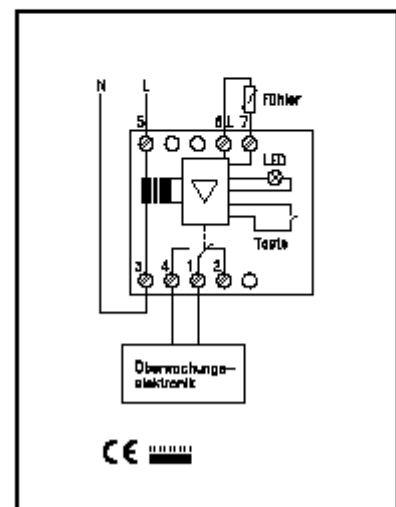 N L
5 6⊥ 7
Fühler
LED
Taste
3 4 1 2
Überwachungs-
elektronik
CE